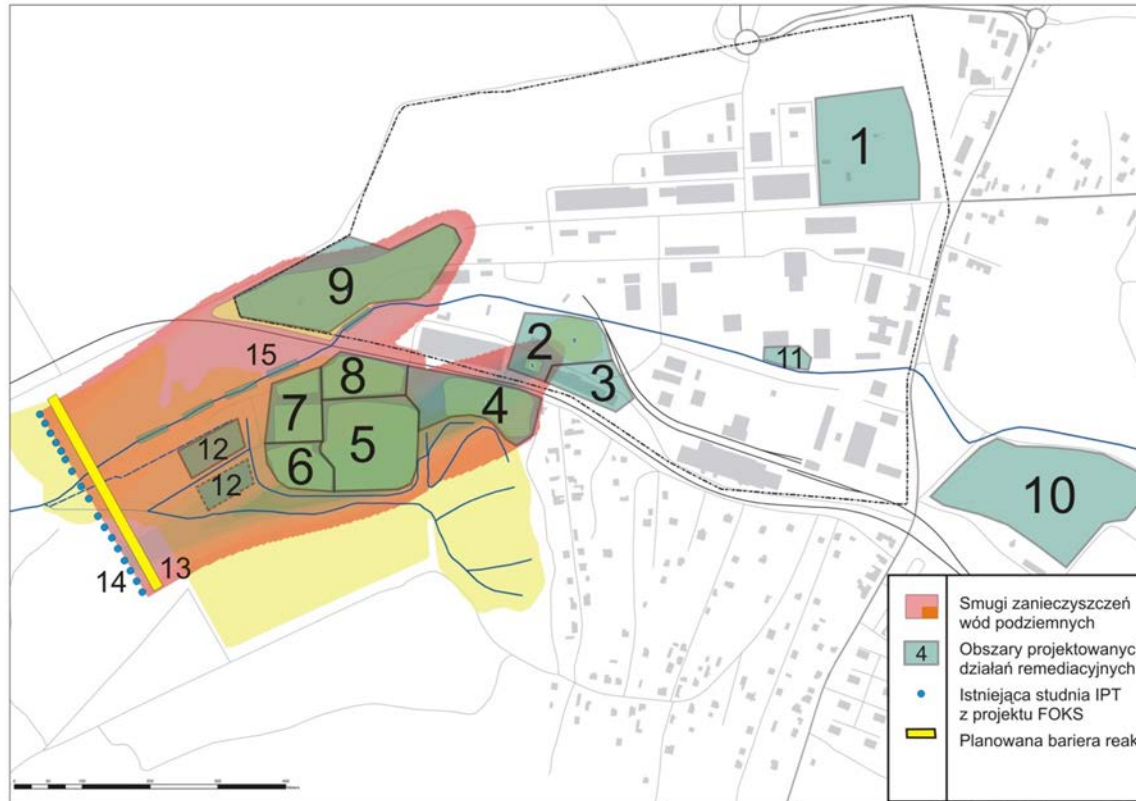 1
9
2
11
15
8
3
7
4
12
5
6
12
10
14
13
Smugi zanieczyszczeń
wód podziemnych
4
Obszary projektowanyc
działań remediacyjnych
Istniejąca studnia IPT
z projektu FOKS
Planowana bariera reak